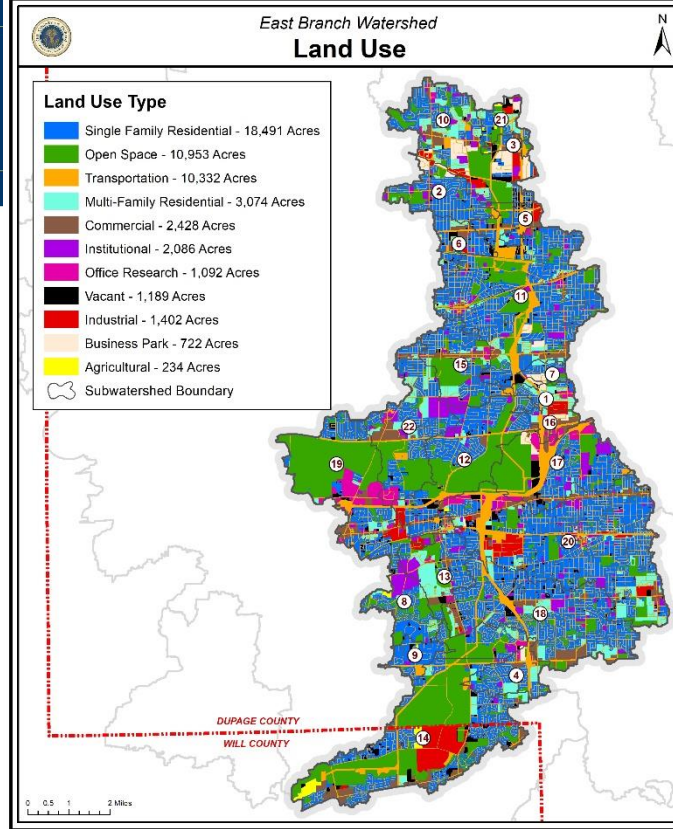 East Branch Watershed
Land Use
N
Land Use Type
Single Family Residential - 18,491 Acres
Open Space - 10,953 Acres
Transportation - 10,332 Acres
Multi-Family Residential - 3,074 Acres
Commercial - 2,428 Acres
Institutional - 2,086 Acres
Office Research - 1,092 Acres
Vacant - 1,189 Acres
Industrial - 1,402 Acres
Business Park - 722 Acres
Agricultural - 234 Acres
Subwatershed Boundary
10
21
3
2
5
6
11
15
7
1
22
16
19
12
17
20
13
8
18
9
4
DUPAGE COUNTY
14
WILL COUNTY
0 0.5 1 2 Miles